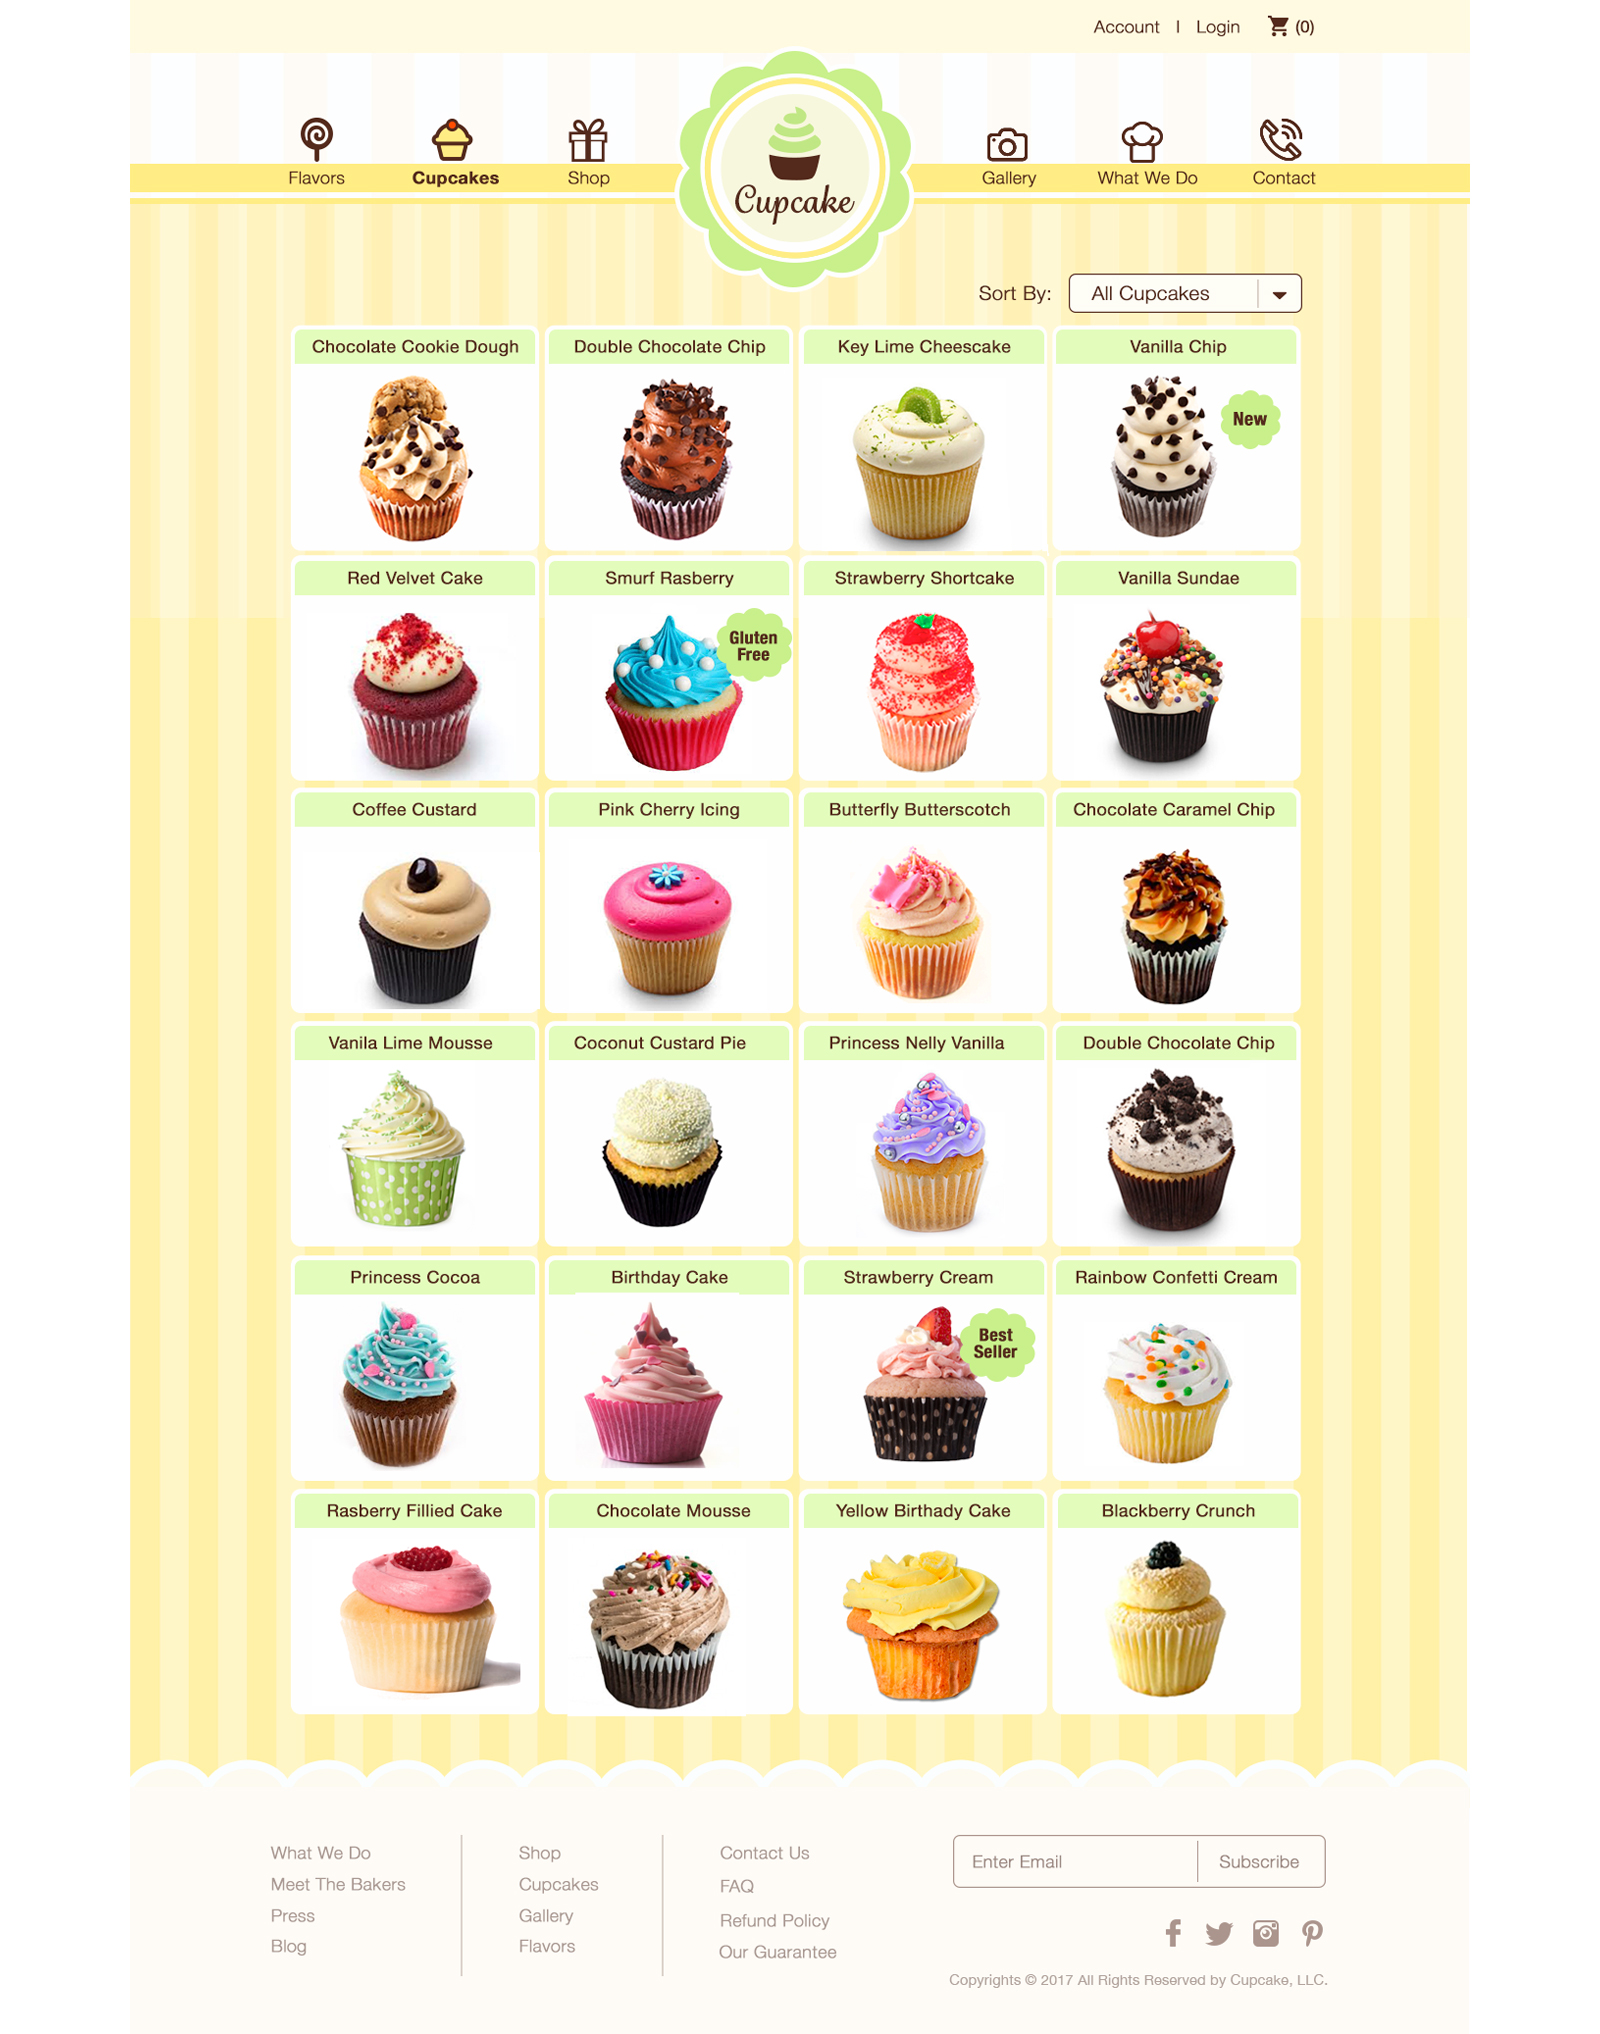 Account | Login (0)
Flavors
Cupcakes
Shop
Cupcake
Gallery
What We Do
Contact
Sort By: All Cupcakes
Chocolate Cookie Dough
Double Chocolate Chip
Key Lime Cheescake
Vanilla Chip
New
Red Velvet Cake
Smurf Rasberry
Gluten
Free
Strawberry Shortcake
Vanilla Sundae
Coffee Custard
Pink Cherry Icing
Butterfly Butterscotch
Chocolate Caramel Chip
Vanila Lime Mousse
Coconut Custard Pie
Princess Nelly Vanilla
Double Chocolate Chip
Princess Cocoa
Birthday Cake
Strawberry Cream
Best
Seller
Rainbow Confetti Cream
Rasberry Fillied Cake
Chocolate Mousse
Yellow Birthady Cake
Blackberry Crunch
What We Do
Meet The Bakers
Press
Blog
Shop
Cupcakes
Gallery
Flavors
Contact Us
FAQ
Refund Policy
Our Guarantee
Enter Email
Subscribe
Copyrights © 2017 All Rights Reserved by Cupcake, LLC.